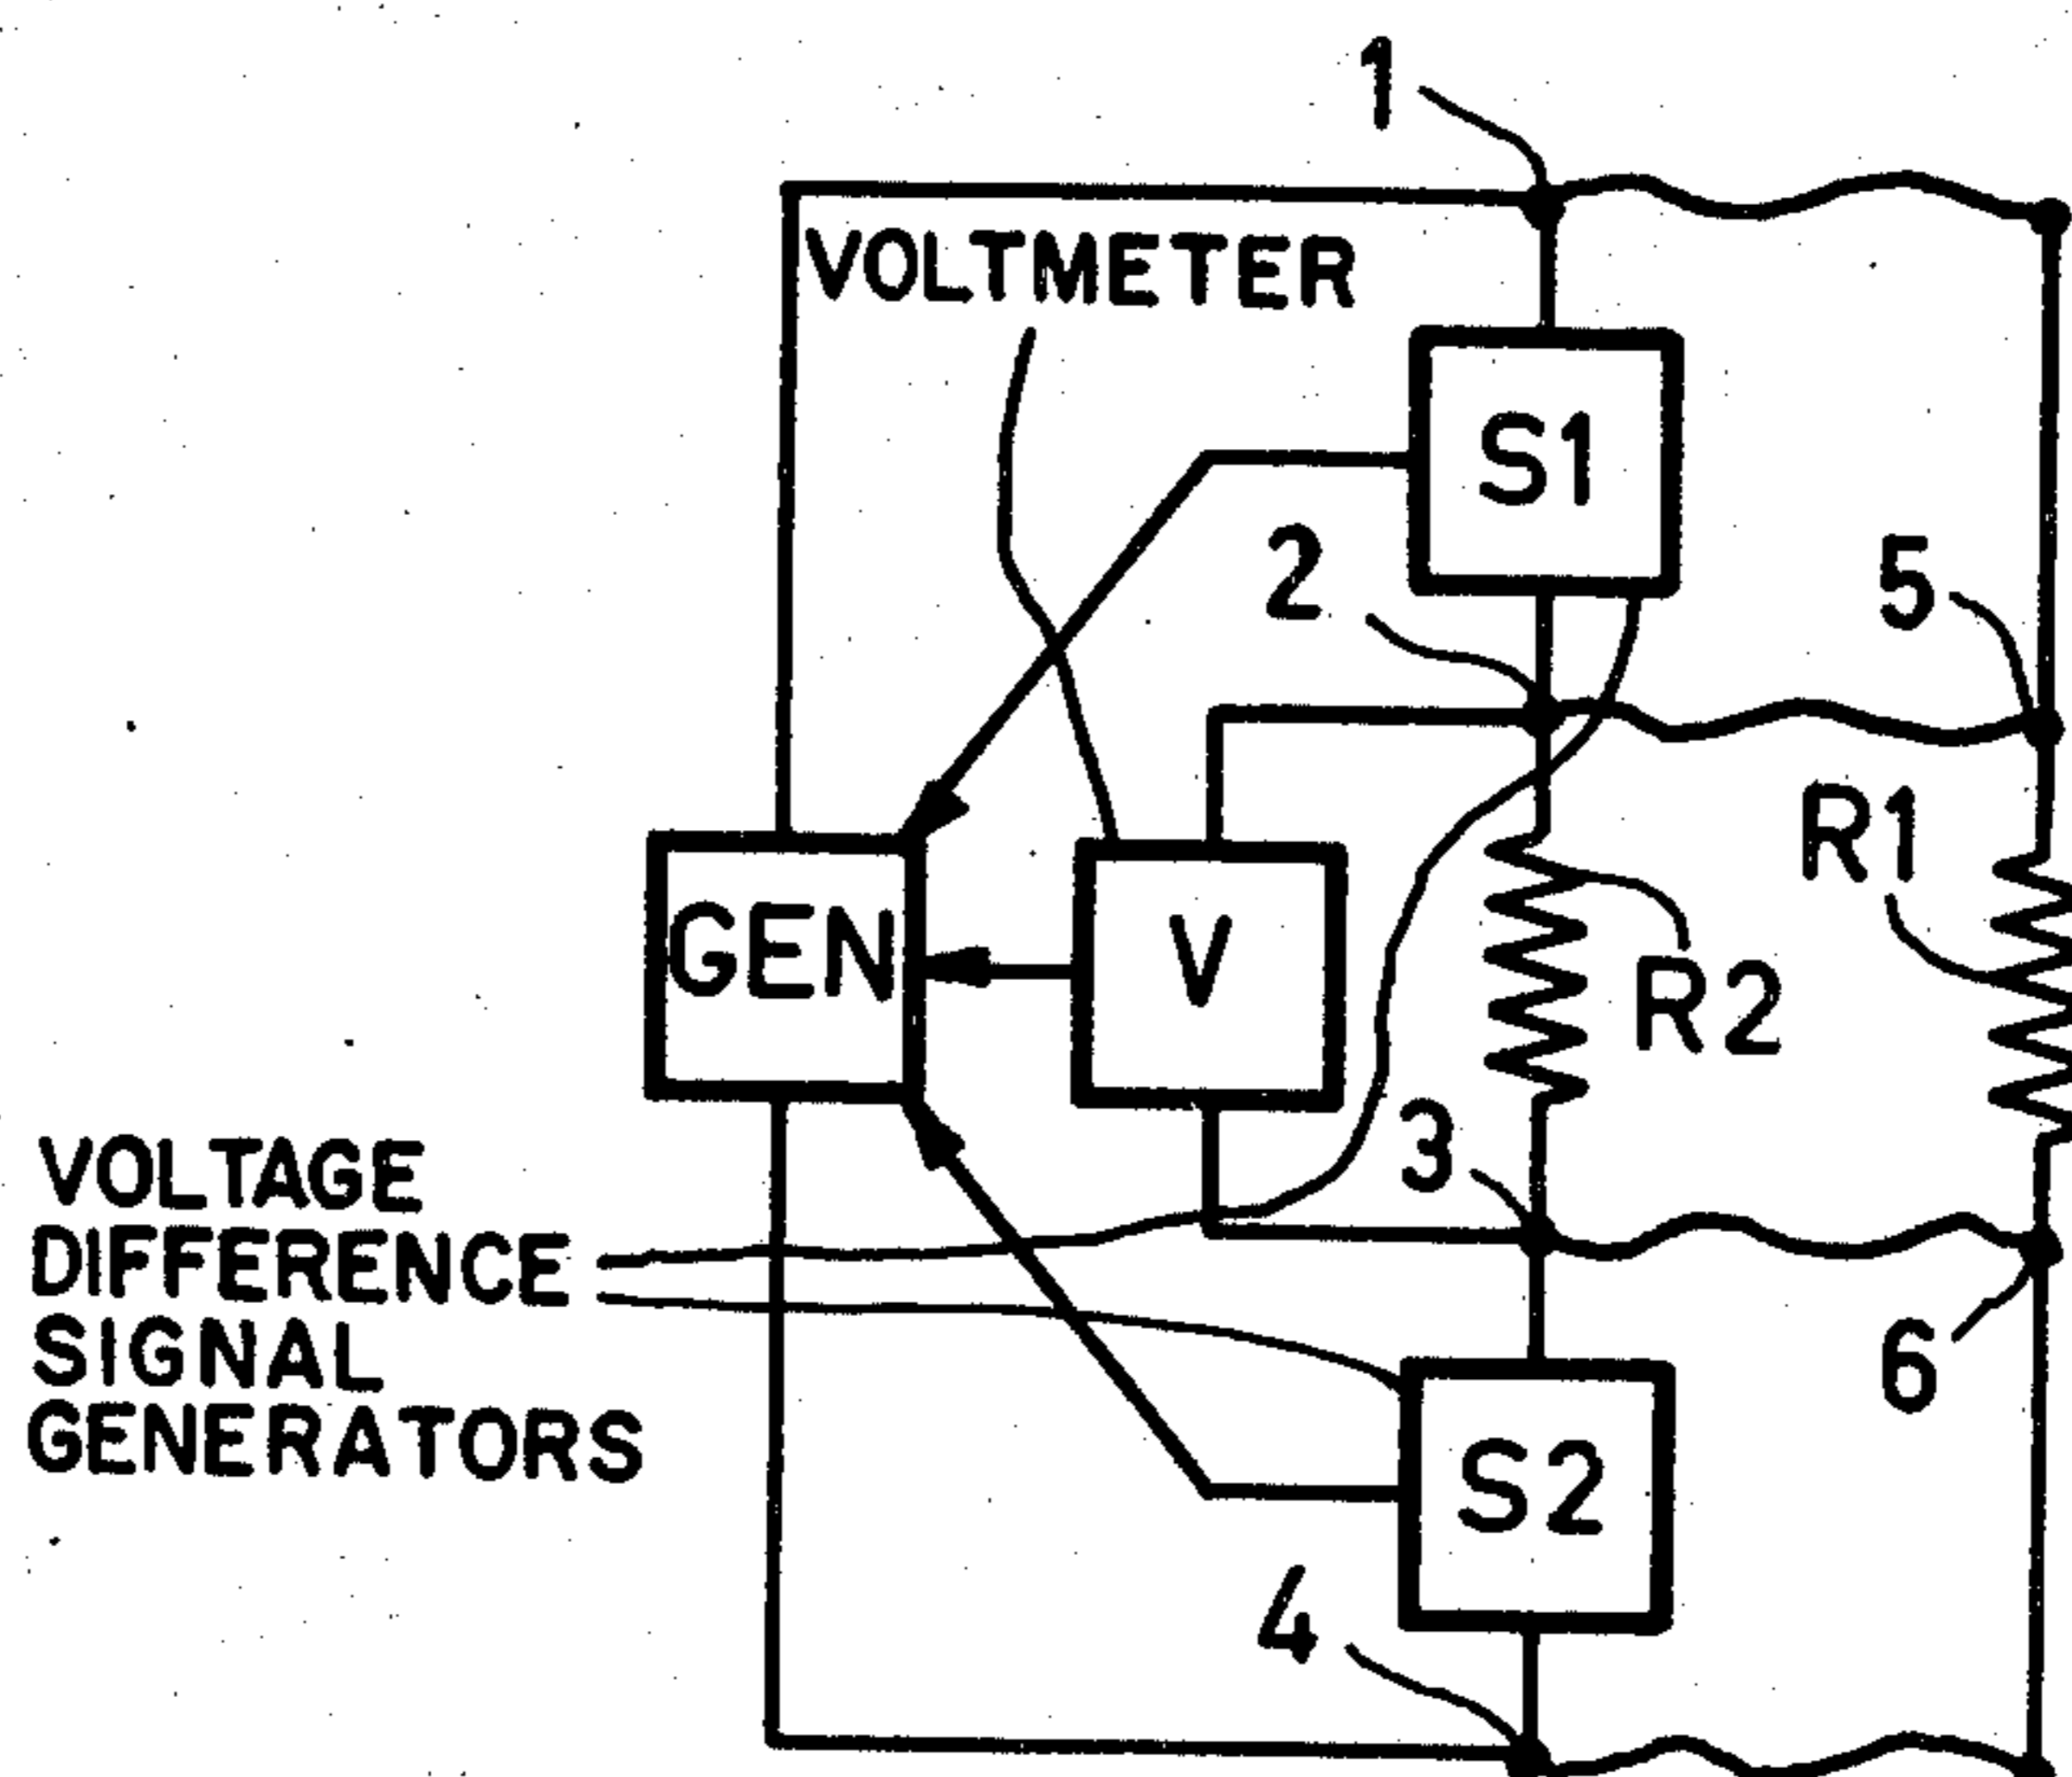 1
VOLTMETER
S1
2
5
R1
GEN
V
R2
3
VOLTAGE
DIFFERENCE
SIGNAL
GENERATORS
6
S2
4